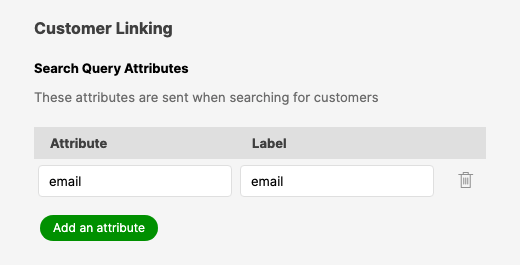 Customer Linking
Search Query Attributes
These attributes are sent when searching for customers
Attribute Label
email email
Add an attribute